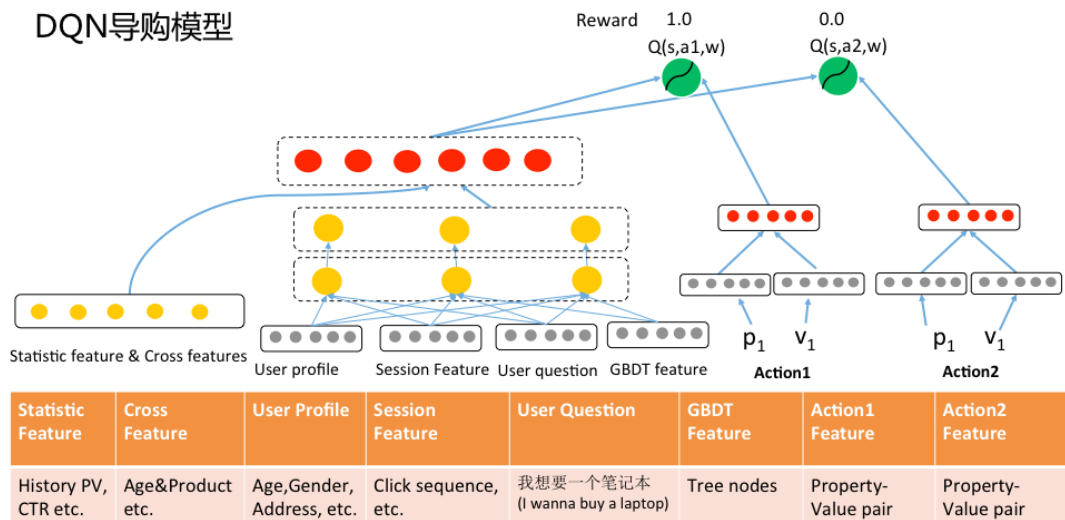 DQN导购模型
Reward 1.0 0.0
Q(s,a1,w) Q(s,a2,w)
Statistic feature & Cross features
User profile Session Feature User question GBDT feature
p1 v1 p1 v1
Action1 Action2
Statistic Feature
Cross Feature
User Profile
Session Feature
User Question
GBDT Feature
Action1 Feature
Action2 Feature
History PV,
CTR etc.
Age&Product
etc.
Age,Gender,
Address, etc.
Click sequence,
etc.
我想要一个笔记本
(I wanna buy a laptop)
Tree nodes
Property-
Value pair
Property-
Value pair